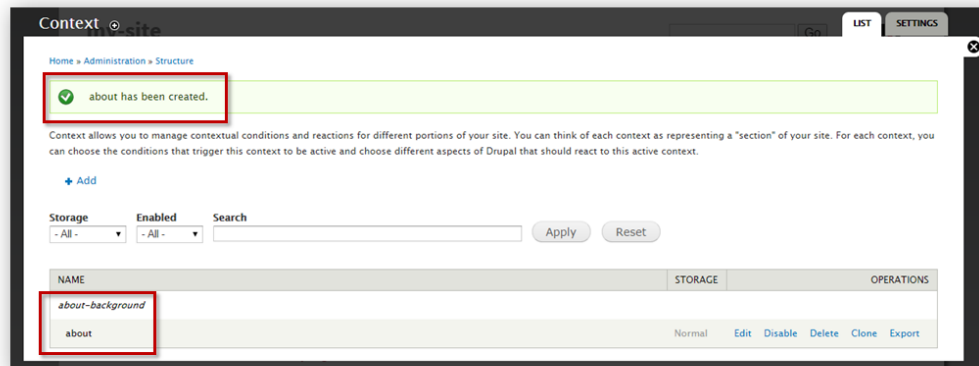 Context
LIST SETTINGS
my-site
Go
Home » Administration » Structure
about has been created.
Context allows you to manage contextual conditions and reactions for different portions of your site. You can think of each context as representing a "section" of your site. For each context, you
can choose the conditions that trigger this context to be active and choose different aspects of Drupal that should react to this active context.
+ Add
Storage Enabled Search
- All - - All - Apply Reset
NAME STORAGE OPERATIONS
about-background
about Normal Edit Disable Delete Clone Export